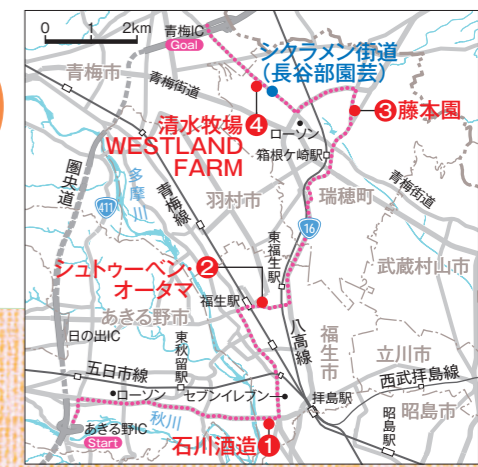 0 1 2km
青梅IC
Goal
シクラメン街道
(長谷部園芸)
青梅市
青梅街道
清水牧場 ④
WESTLAND
FARM
ローソン
③ 藤本園
箱根ケ崎駅
圏央道
多摩川
青梅線
羽村市
瑞穂町
青梅街道
411
16
東福生駅
シュトゥーベン・
オータマ
②
福生駅
武蔵村山市
あきる野市
日の出IC
東秋留駅
八高線
福生市
立川市
五日市線
西武拝島線
ローソン
セブンイレブン
拝島駅
昭島市
昭島駅
あきる野IC
Start
秋川
石川酒造 ①